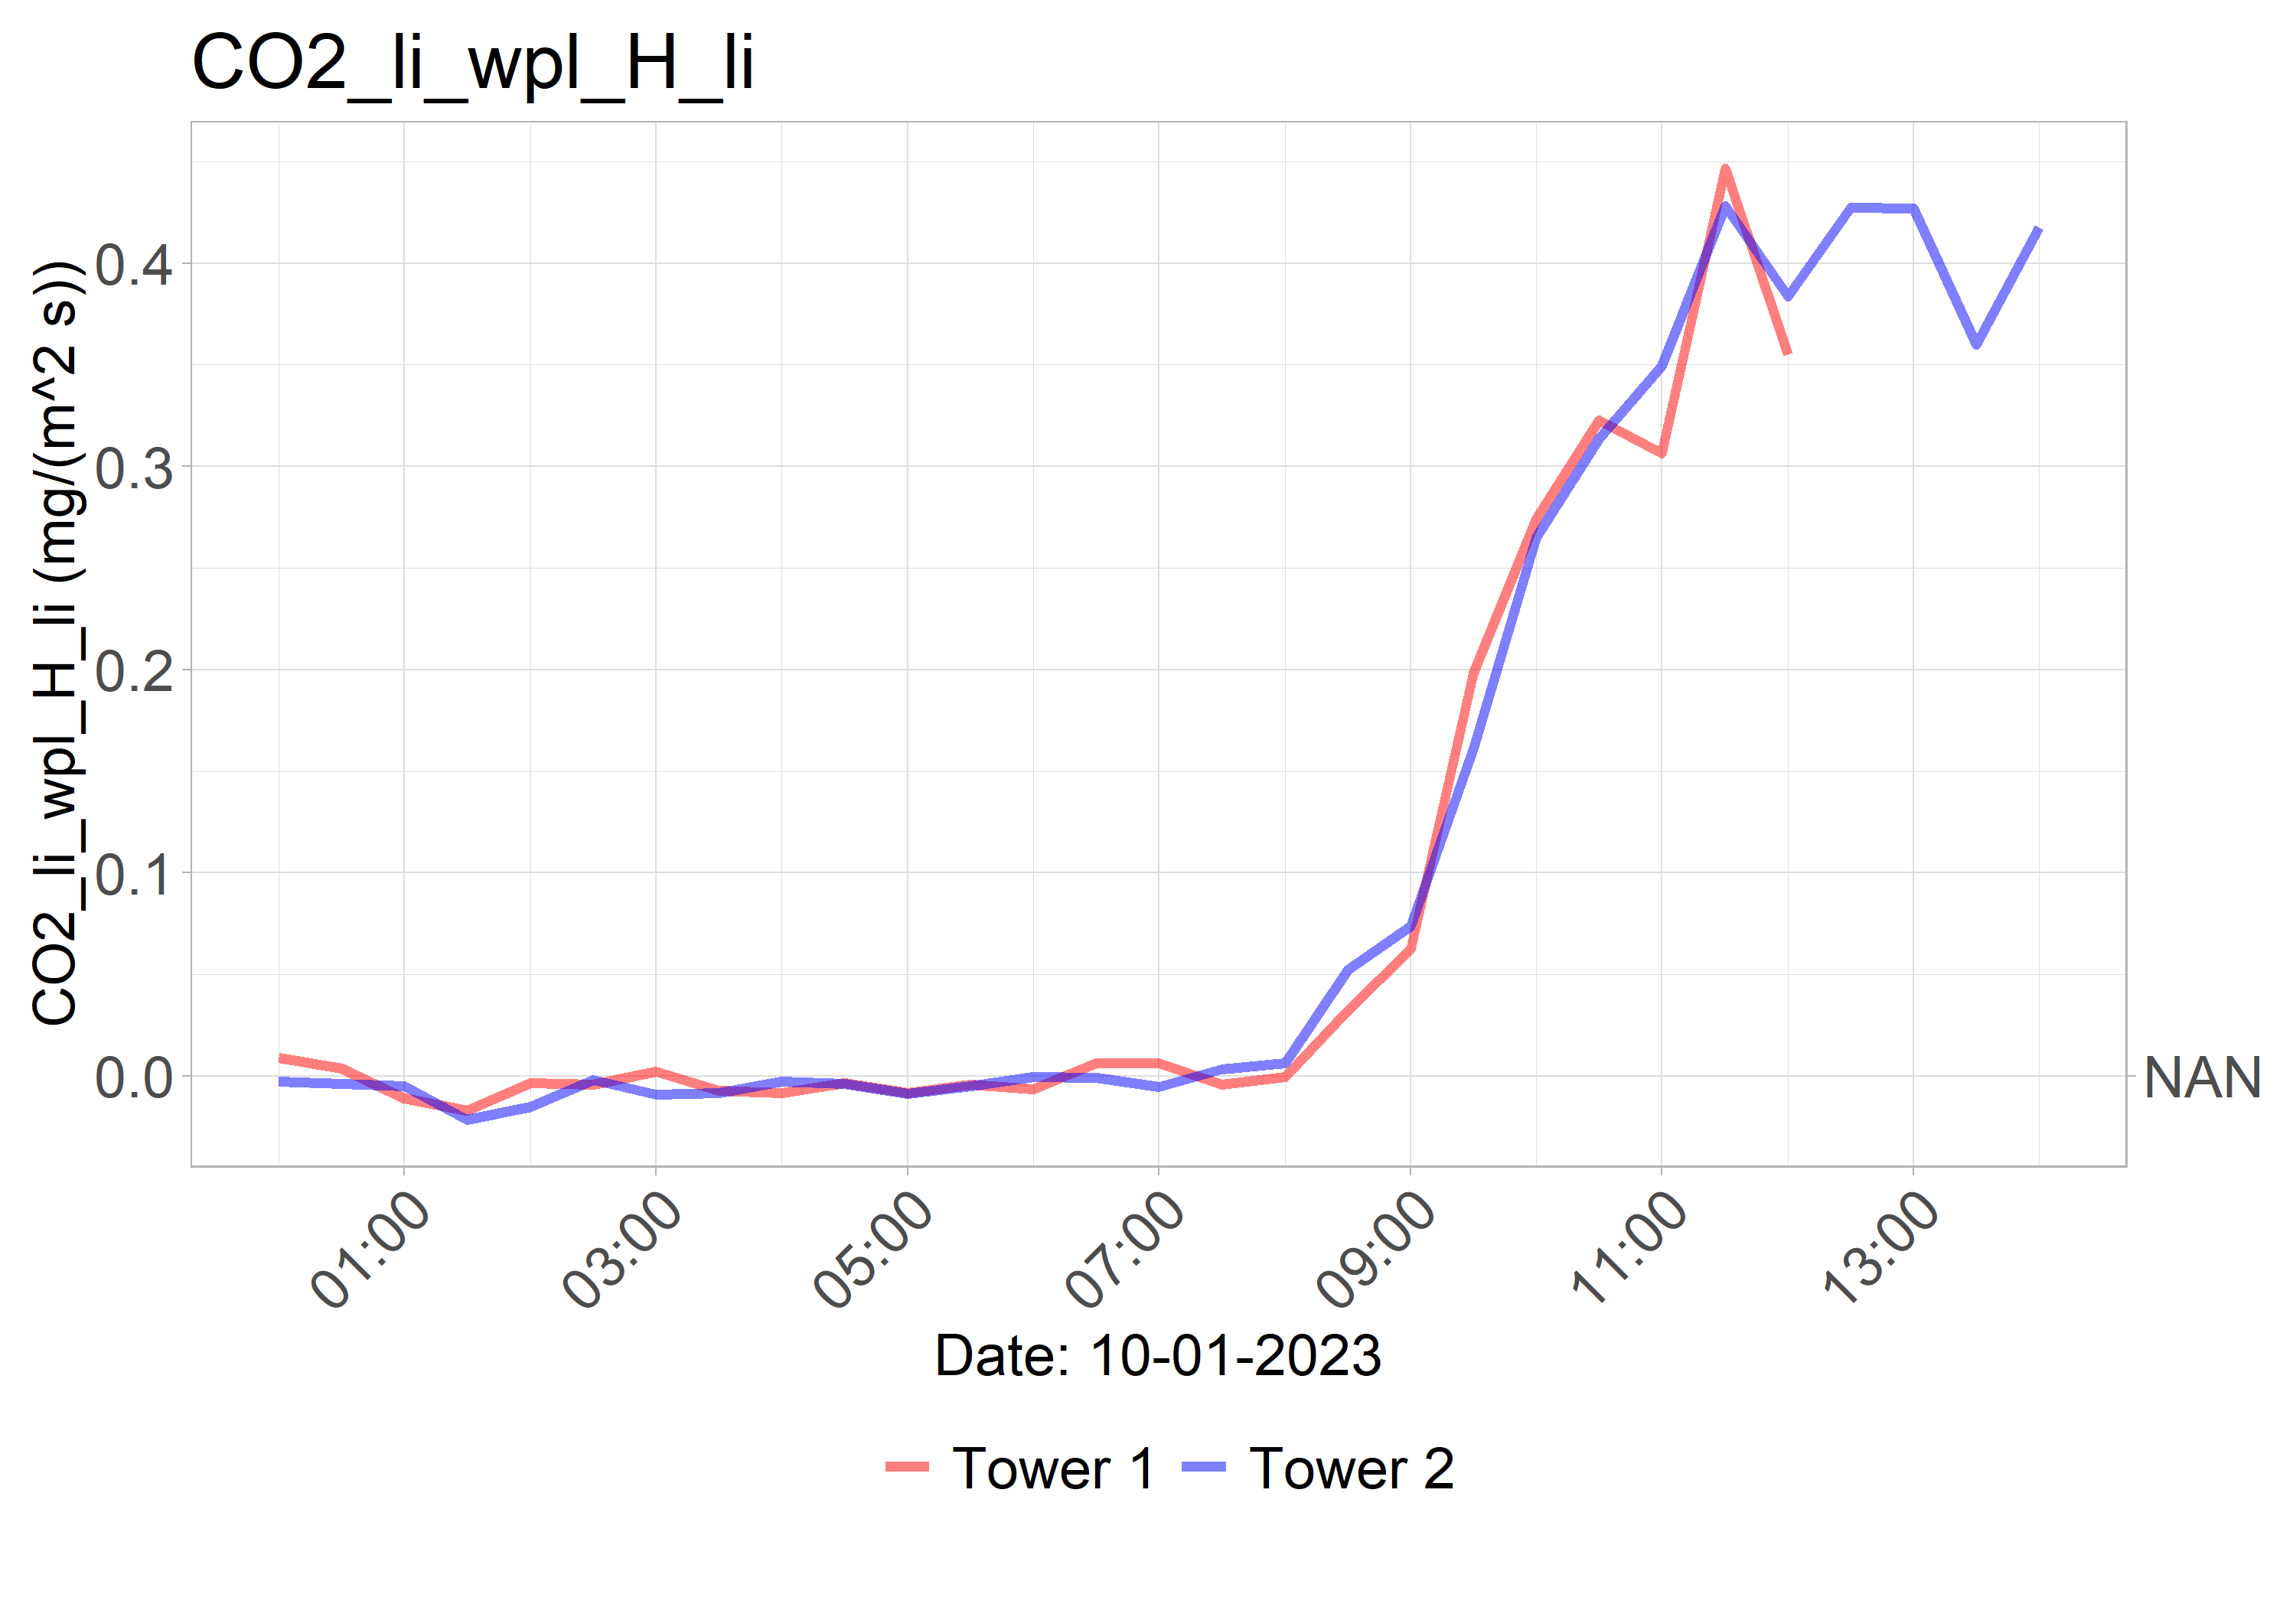 CO2_li_wpl_H_li
CO2_li_wpl_H_li (mg/(m^2 s))
0.4
0.3
0.2
0.1
0.0
NAN
01:00
03:00
05:00
07:00
09:00
11:00
13:00
Date: 10-01-2023
Tower 1
Tower 2